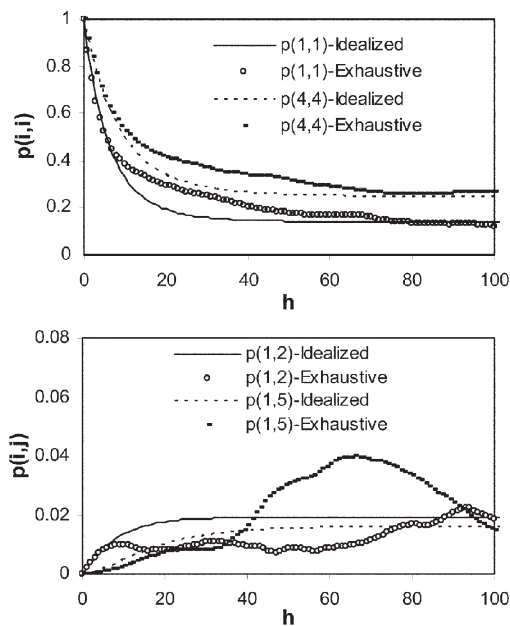 1
0.8
0.6
0.4
0.2
0
p(i,i)
p(1,1)-Idealized
p(1,1)-Exhaustive
p(4,4)-Idealized
p(4,4)-Exhaustive
0 20 40 60 80 100
h
0.08
0.06
0.04
0.02
0
p(i,j)
p(1,2)-Idealized
p(1,2)-Exhaustive
p(1,5)-Idealized
p(1,5)-Exhaustive
0 20 40 60 80 100
h